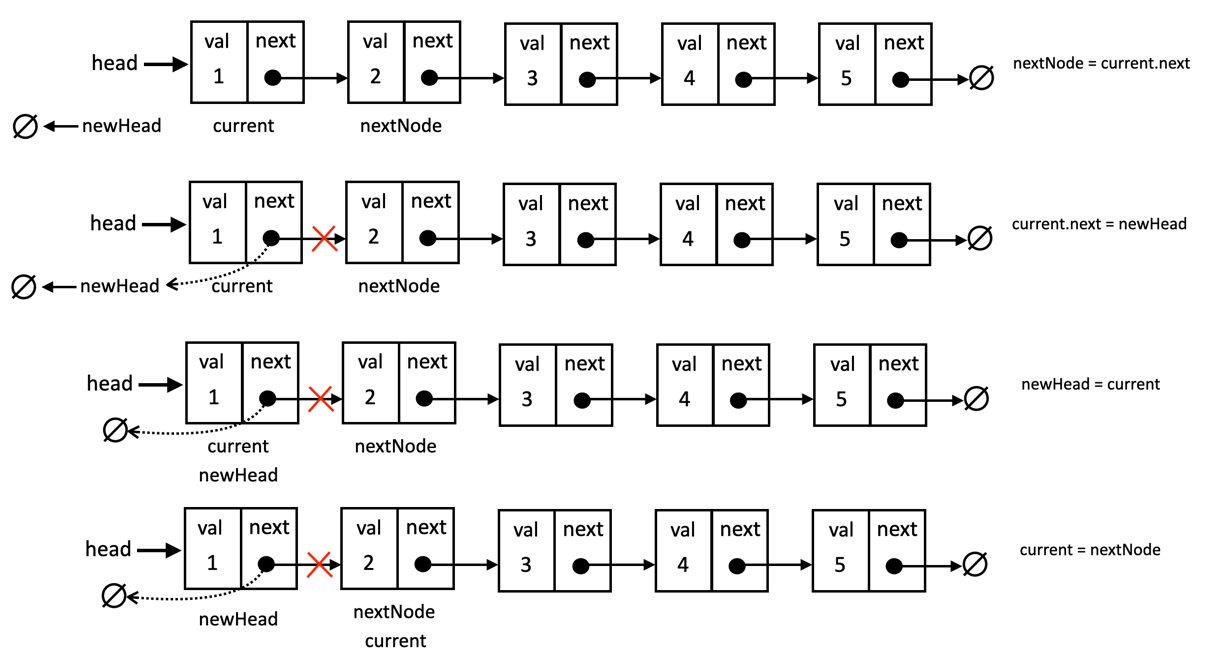 val next val next val next val next val next
head 1 2 3 4 5 ∅ nextNode = current.next
∅ newHead current nextNode
val next val next val next val next val next
head 1 2 3 4 5 ∅ current.next = newHead
∅ newHead current nextNode
val next val next val next val next val next
head 1 2 3 4 5 ∅ newHead = current
∅
current nextNode
newHead
val next val next val next val next val next
head 1 2 3 4 5 ∅ current = nextNode
∅
newHead nextNode
current